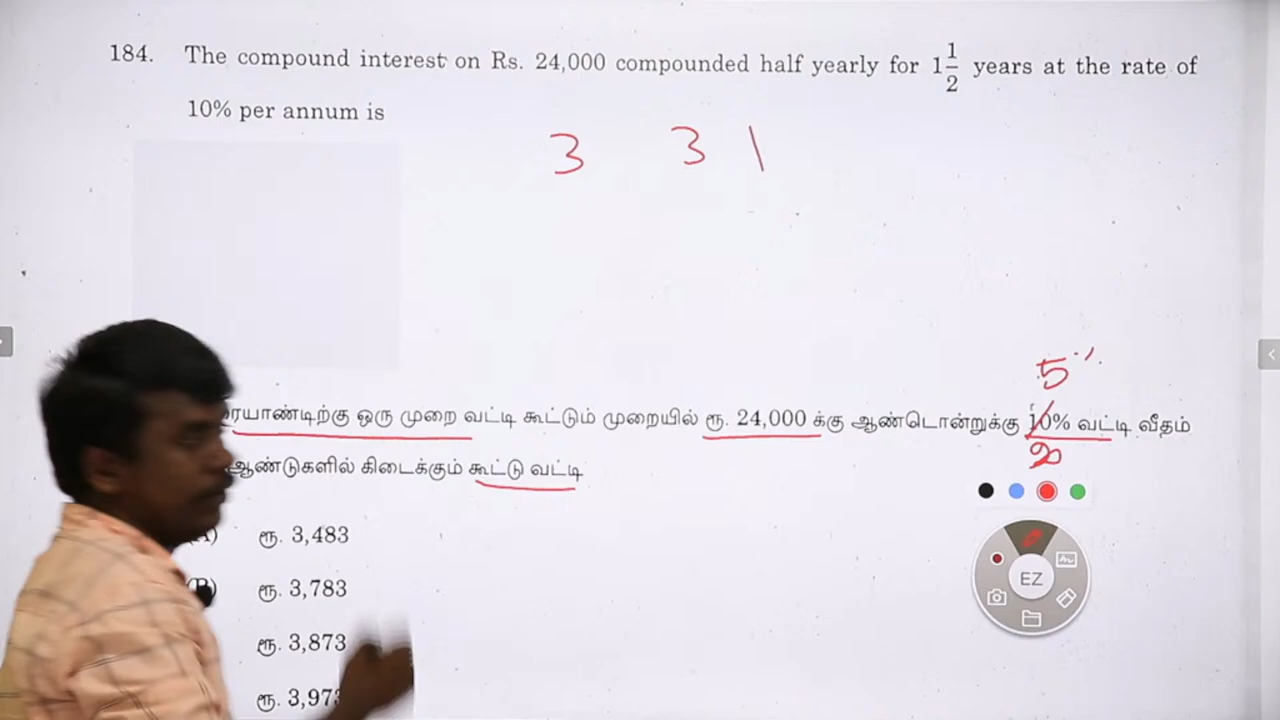 184. The compound interest on Rs. 24,000 compounded half yearly for 1 1/2 years at the rate of
10% per annum is
3 3 1
5%
ரையாண்டிற்கு ஒரு முறை வட்டி கூட்டும் முறையில் ரூ. 24,000 க்கு ஆண்டொன்றுக்கு 10% வட்டி வீதம்
2
ஆண்டுகளில் கிடைக்கும் கூட்டு வட்டி
(A) ரூ. 3,483
(B) ரூ. 3,783
ரூ. 3,873
ரூ. 3,973
EZ